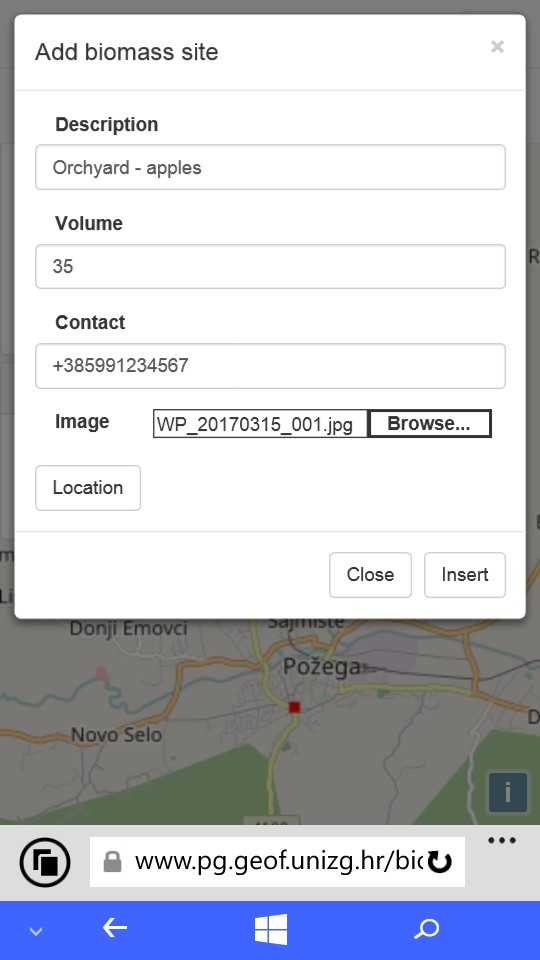 Add biomass site
×
Description
Orchyard - apples
Volume
35
Contact
+385991234567
Image
WP_20170315_001.jpg
Browse...
Location
Close
Insert
Donji Emovci
Sajmište
Požega
Novo Selo
i
www.pg.geof.unizg.hr/bio